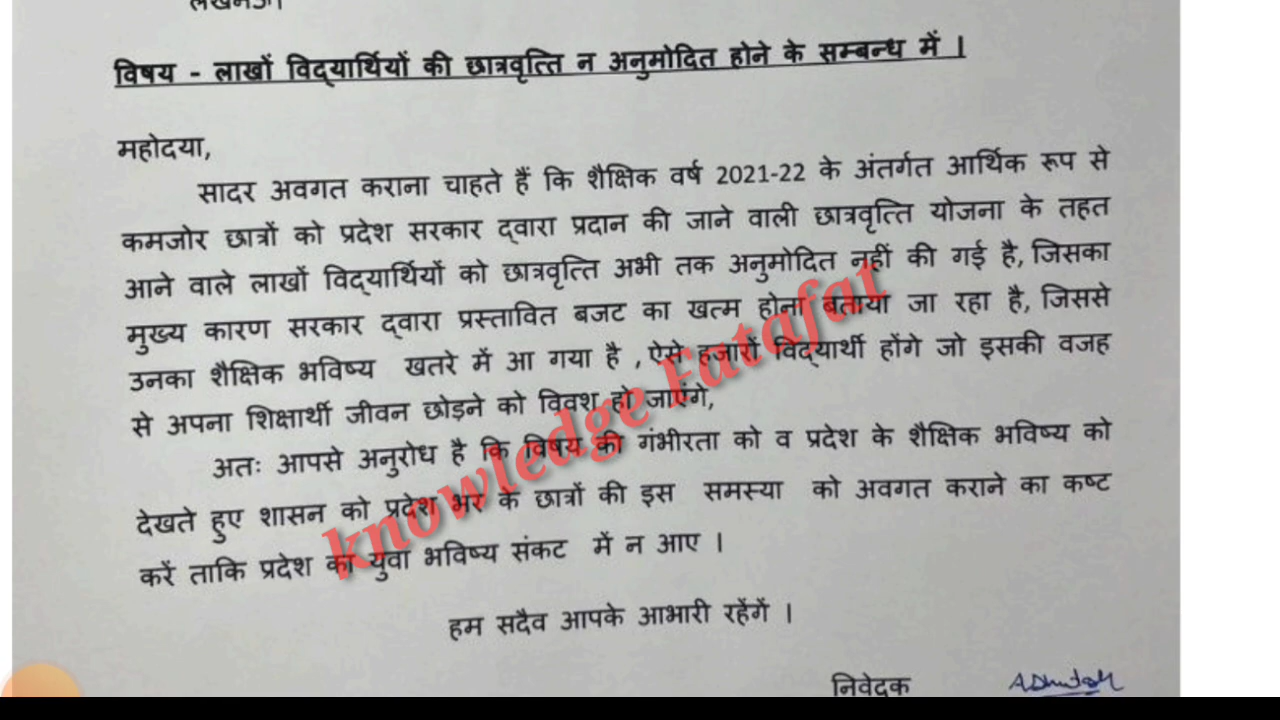 विषय - लाखों विद्यार्थियों की छात्रवृत्ति न अनुमोदित होने के सम्बन्ध में ।
महोदया,
सादर अवगत कराना चाहते हैं कि शैक्षिक वर्ष 2021-22 के अंतर्गत आर्थिक रूप से
कमजोर छात्रों को प्रदेश सरकार द्वारा प्रदान की जाने वाली छात्रवृत्ति योजना के तहत
आने वाले लाखों विद्यार्थियों को छात्रवृत्ति अभी तक अनुमोदित नहीं की गई है, जिसका
मुख्य कारण सरकार द्वारा प्रस्तावित बजट का खत्म होना बताया जा रहा है, जिससे
उनका शैक्षिक भविष्य खतरे में आ गया है , ऐसे हजारों विद्यार्थी होंगे जो इसकी वजह
से अपना शिक्षार्थी जीवन छोड़ने को विवश हो जाएंगे,
अतः आपसे अनुरोध है कि विषय की गंभीरता को व प्रदेश के शैक्षिक भविष्य को
देखते हुए शासन को प्रदेश भर के छात्रों की इस समस्या को अवगत कराने का कष्ट
करें ताकि प्रदेश का युवा भविष्य संकट में न आए ।
हम सदैव आपके आभारी रहेंगें ।
निवेदक
knowledge Fatafat